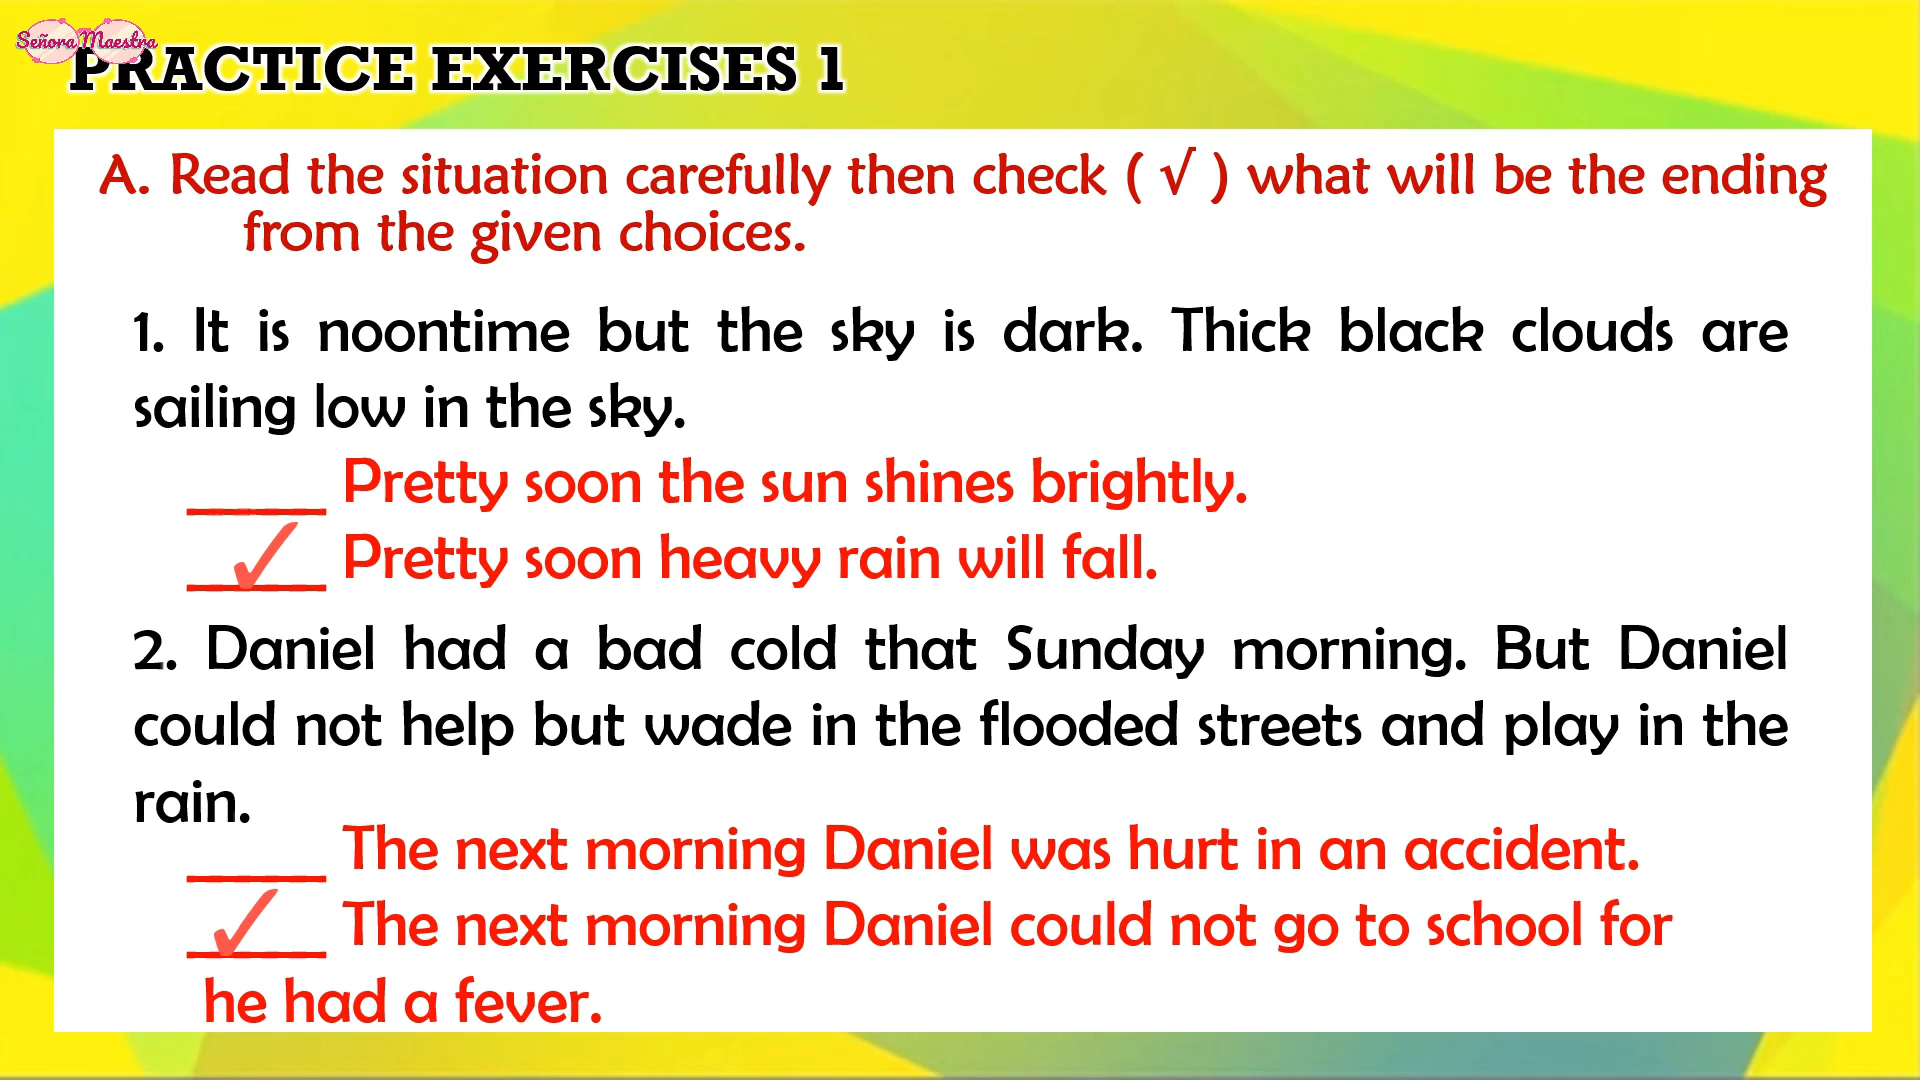 Señora Maestra
PRACTICE EXERCISES 1
A. Read the situation carefully then check ( √ ) what will be the ending
from the given choices.
1. It is noontime but the sky is dark. Thick black clouds are
sailing low in the sky.
_____ Pretty soon the sun shines brightly.
__✓__ Pretty soon heavy rain will fall.
2. Daniel had a bad cold that Sunday morning. But Daniel
could not help but wade in the flooded streets and play in the
rain.
_____ The next morning Daniel was hurt in an accident.
__✓__ The next morning Daniel could not go to school for
he had a fever.